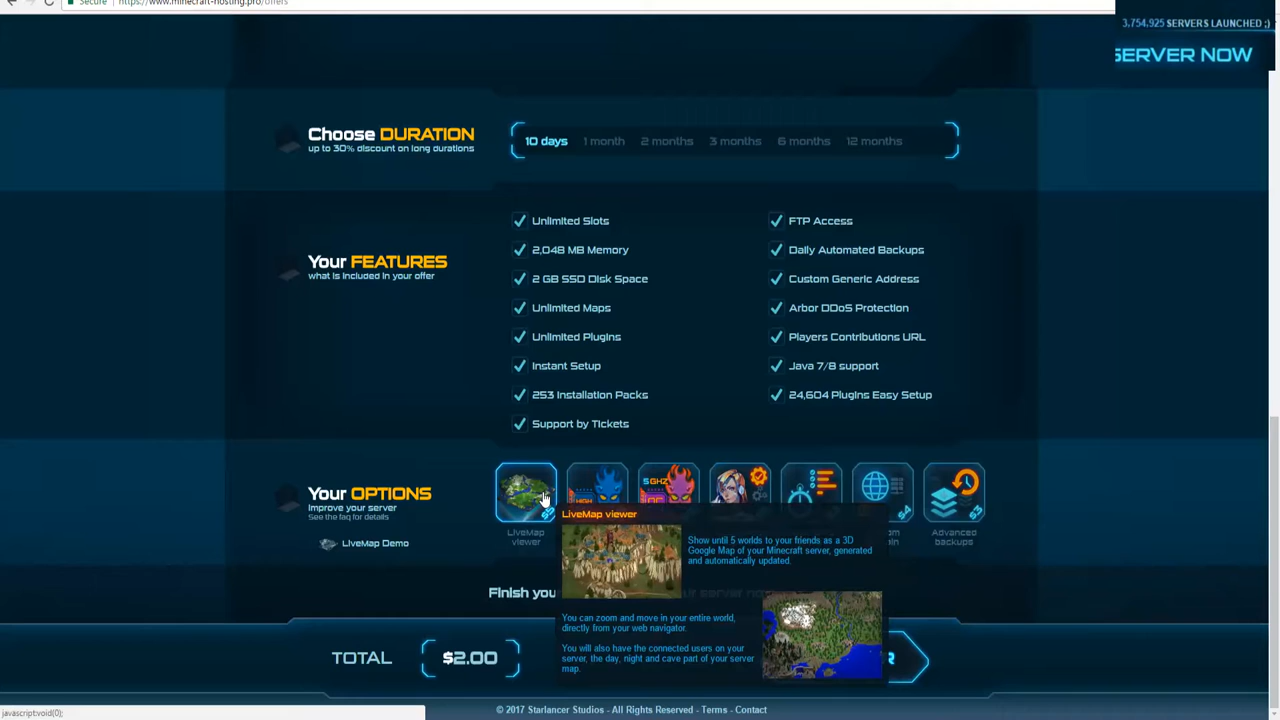 Secure https://www.minecraft-hosting.pro/offers
3,754,925 SERVERS LAUNCHED ;)
SERVER NOW
Choose DURATION
up to 30% discount on long durations
10 days 1 month 2 months 3 months 6 months 12 months
Your FEATURES
what is included in your offer
Unlimited Slots
2,048 MB Memory
2 GB SSD Disk Space
Unlimited Maps
Unlimited Plugins
Instant Setup
253 Installation Packs
Support by Tickets
FTP Access
Daily Automated Backups
Custom Generic Address
Arbor DDoS Protection
Players Contributions URL
Java 7/8 support
24,604 Plugins Easy Setup
Your OPTIONS
Improve your server
See the faq for details
LiveMap Demo
HIGH
5GHZ
$4
$3
LiveMap
viewer
Advanced
backups
LiveMap viewer
Show until 5 worlds to your friends as a 3D
Google Map of your Minecraft server, generated
and automatically updated.
You can zoom and move in your entire world,
directly from your web navigator.
You will also have the connected users on your
server, the day, night and cave part of your server
map.
Finish you
ur server now
TOTAL $2.00
R
© 2017 Starlancer Studios - All Rights Reserved - Terms - Contact
javascript:void(0);